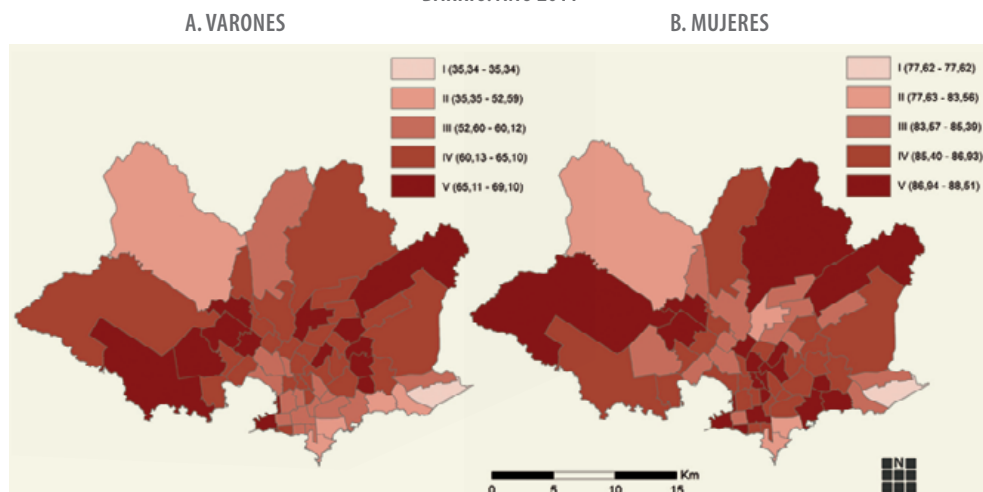 A. VARONES
B. MUJERES
I (35,34 - 35,34)
II (35,35 - 52,59)
III (52,60 - 60,12)
IV (60,13 - 65,10)
V (65,11 - 69,10)
I (77,62 - 77,62)
II (77,63 - 83,56)
III (83,57 - 85,39)
IV (85,40 - 86,93)
V (86,94 - 88,51)
Km
0 5 10 15
N